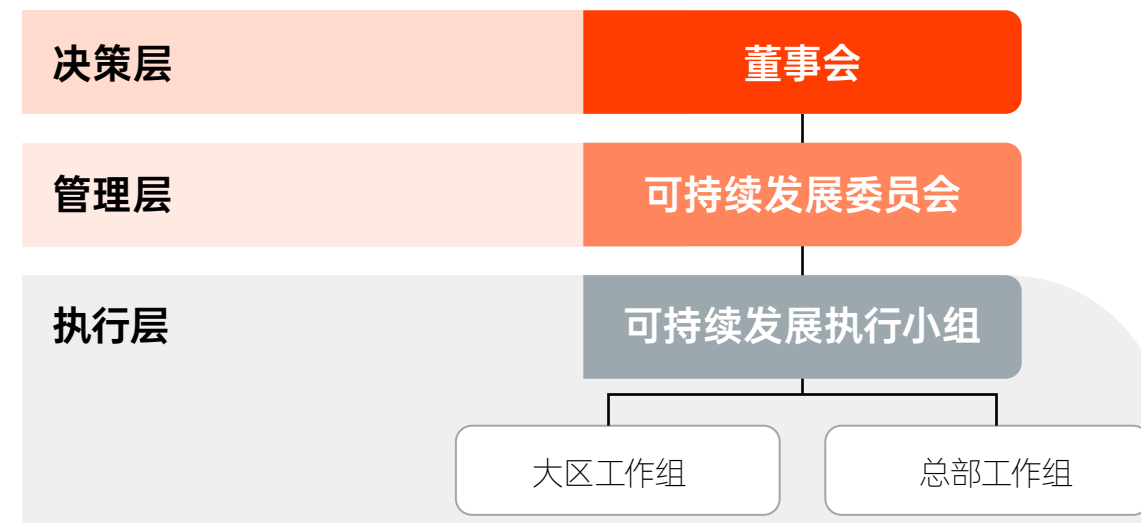 决策层
董事会
管理层
可持续发展委员会
执行层
可持续发展执行小组
大区工作组
总部工作组